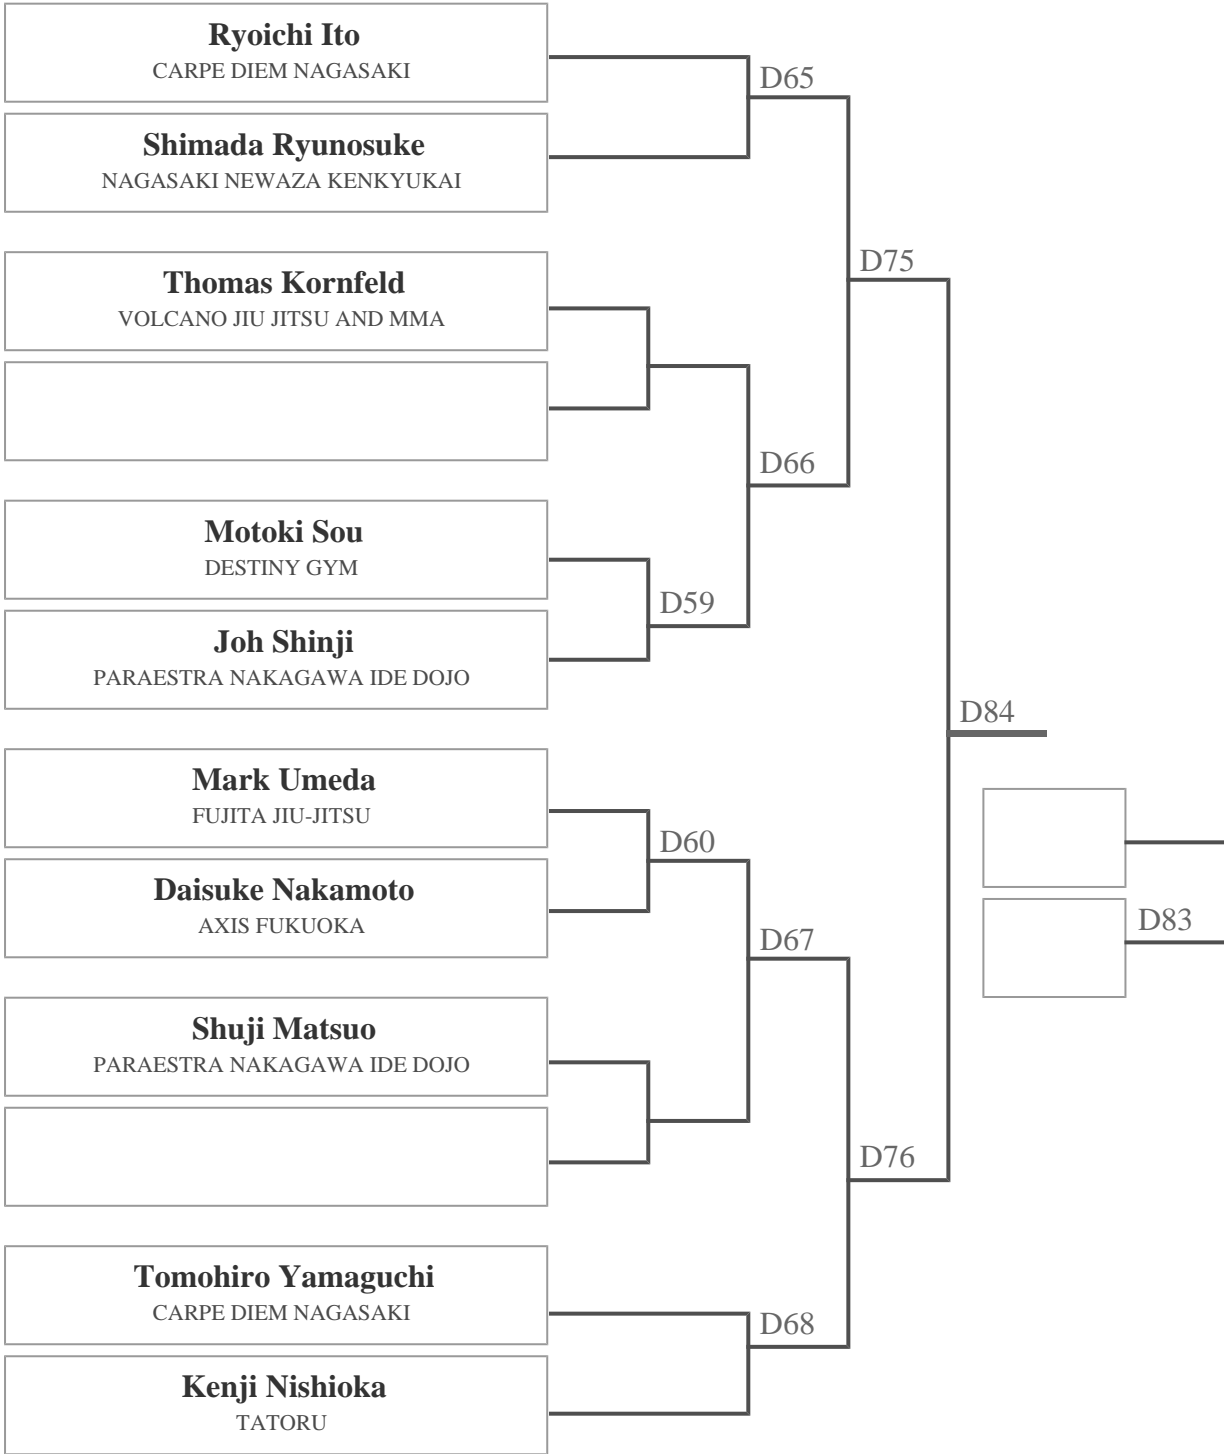 Ryoichi Ito
CARPE DIEM NAGASAKI
D65
Shimada Ryunosuke
NAGASAKI NEWAZA KENKYUKAI
Thomas Kornfeld
VOLCANO JIU JITSU AND MMA
D75
D66
Motoki Sou
DESTINY GYM
D59
Joh Shinji
PARAESTRA NAKAGAWA IDE DOJO
D84
Mark Umeda
FUJITA JIU-JITSU
D60
Daisuke Nakamoto
AXIS FUKUOKA
D83
D67
Shuji Matsuo
PARAESTRA NAKAGAWA IDE DOJO
D76
Tomohiro Yamaguchi
CARPE DIEM NAGASAKI
D68
Kenji Nishioka
TATORU